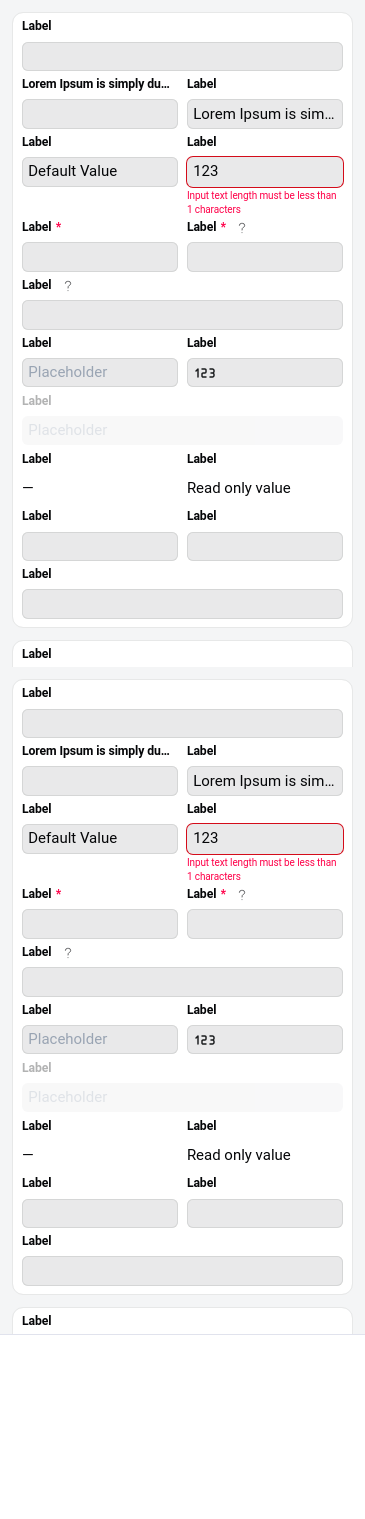 Label
Lorem Ipsum is simply du... Label
Lorem Ipsum is sim...
Label Label
Default Value 123
Input text length must be less than
1 characters
Label * Label * ?
Label ?
Label Label
Placeholder 123
Label
Placeholder
Label Label
— Read only value
Label Label
Label
Label
Label
Lorem Ipsum is simply du... Label
Lorem Ipsum is sim...
Label Label
Default Value 123
Input text length must be less than
1 characters
Label * Label * ?
Label ?
Label Label
Placeholder 123
Label
Placeholder
Label Label
— Read only value
Label Label
Label
Label